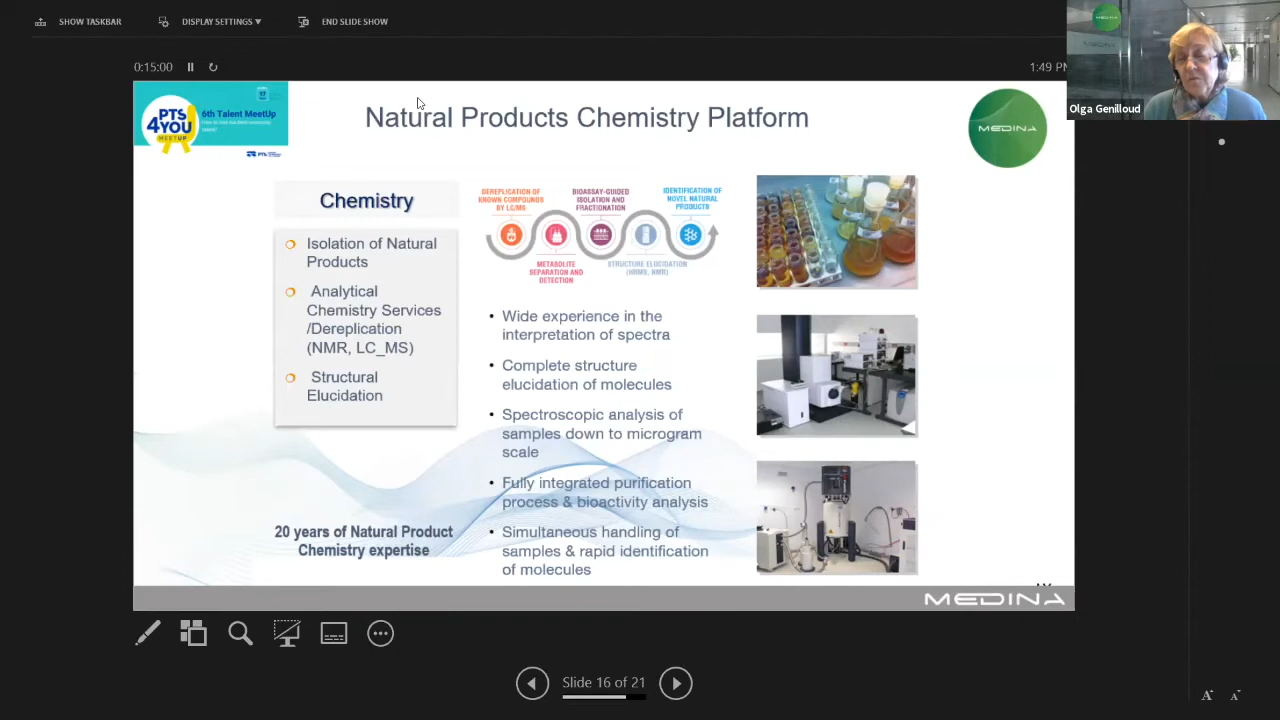 SHOW TASKBAR
DISPLAY SETTINGS ▼
END SLIDE SHOW
0:15:00
1:49 PM
MEDINA
MEDINA
Olga Genilloud
17
PTS
4YOU
MEETUP
6th Talent MeetUp
PTS
Natural Products Chemistry Platform
MEDINA
Chemistry
Isolation of Natural
Products
Analytical
Chemistry Services
/Dereplication
(NMR, LC_MS)
Structural
Elucidation
20 years of Natural Product
Chemistry expertise
DEREPLICATION OF
KNOWN COMPOUNDS
BY LC/MS
BIOASSAY-GUIDED
ISOLATION AND
FRACTIONATION
IDENTIFICATION OF
NOVEL NATURAL
PRODUCTS
METABOLITE
SEPARATION AND
DETECTION
STRUCTURE ELUCIDATION
(HRMS, NMR)
• Wide experience in the
interpretation of spectra
• Complete structure
elucidation of molecules
• Spectroscopic analysis of
samples down to microgram
scale
• Fully integrated purification
process & bioactivity analysis
• Simultaneous handling of
samples & rapid identification
of molecules
MEDINA
Slide 16 of 21
A
A